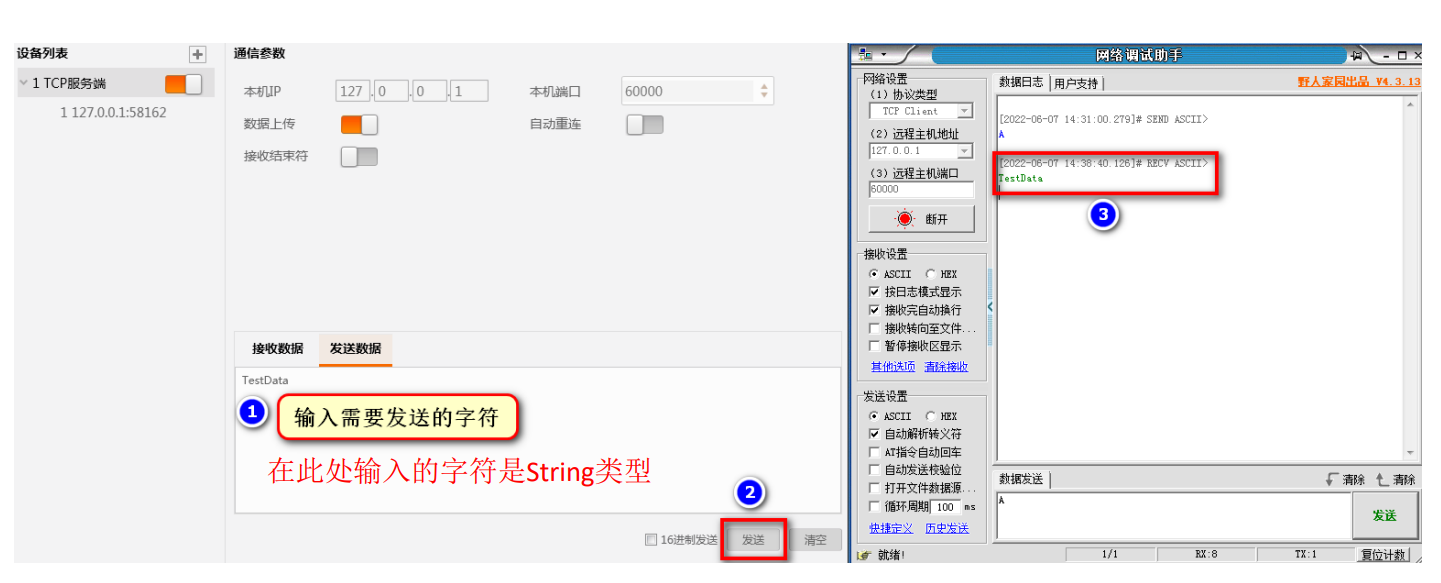 设备列表
1 TCP服务端
1 127.0.0.1:58162
通信参数
本机IP 127 . 0 . 0 . 1 本机端口 60000
数据上传 自动重连
接收结束符
接收数据 发送数据
TestData
1 输入需要发送的字符
在此处输入的字符是String类型
2
16进制发送 发送 清空
网络调试助手
网络设置
(1) 协议类型
TCP Client
(2) 远程主机地址
127.0.0.1
(3) 远程主机端口
60000
断开
接收设置
ASCII HEX
按日志模式显示
接收完自动换行
接收转向至文件...
暂停接收区显示
其他选项 清除接收
发送设置
ASCII HEX
自动解析转义符
AT指令自动回车
自动发送校验位
打开文件数据源...
循环周期 100 ms
快捷定义 历史发送
数据日志 用户支持 野人家园出品 V4.3.13
[2022-06-07 14:31:00.279]# SEND ASCII>
A
[2022-06-07 14:38:40.126]# RECV ASCII>
TestData
3
数据发送 清除 清除
A
发送
就绪! 1/1 RX:8 TX:1 复位计数